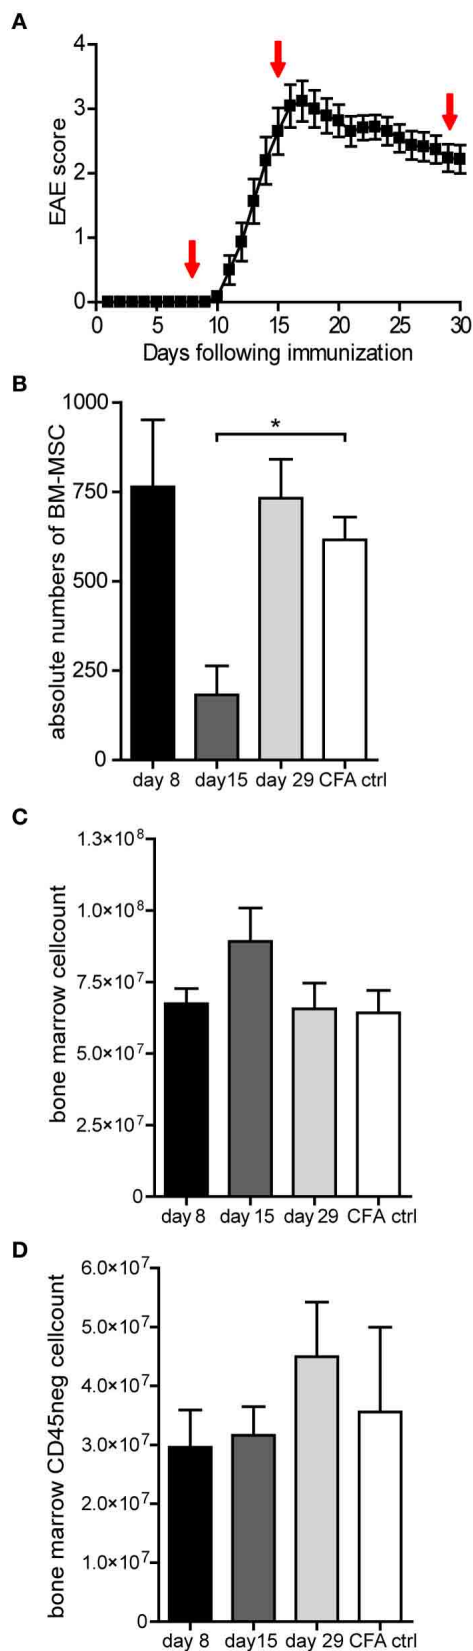 A
EAE score
4
3
2
1
0
0 5 10 15 20 25 30
Days following immunization
B
absolute numbers of BM-MSC
1000
750
500
250
0
*
day 8 day15 day 29 CFA ctrl
C
bone marrow cellcount
1.3×10⁸
1.0×10⁸
7.5×10⁷
5.0×10⁷
2.5×10⁷
0
day 8 day 15 day 29 CFA ctrl
D
bone marrow CD45neg cellcount
6.0×10⁷
5.0×10⁷
4.0×10⁷
3.0×10⁷
2.0×10⁷
1.0×10⁷
0
day 8 day15 day 29 CFA ctrl